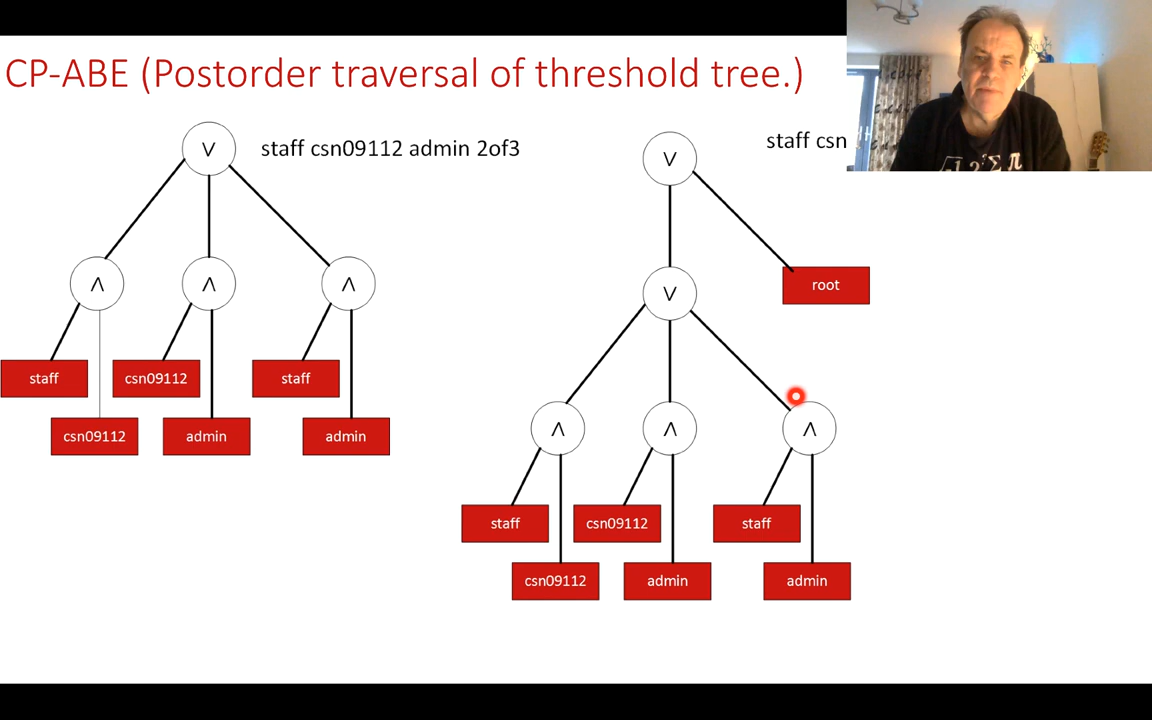 CP-ABE (Postorder traversal of threshold tree.)
V
staff csn09112 admin 2of3
Λ
Λ
Λ
staff
csn09112
staff
csn09112
admin
admin
V
staff csn
V
root
Λ
Λ
Λ
staff
csn09112
staff
csn09112
admin
admin